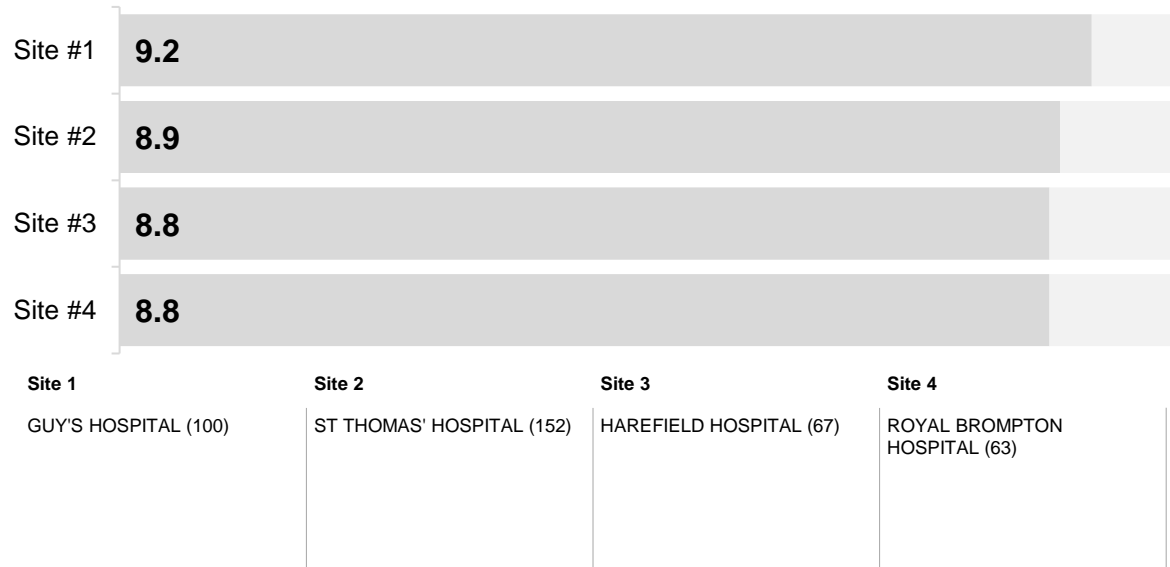 Site #1 9.2
Site #2 8.9
Site #3 8.8
Site #4 8.8
Site 1 Site 2 Site 3 Site 4
GUY'S HOSPITAL (100) ST THOMAS' HOSPITAL (152) HAREFIELD HOSPITAL (67) ROYAL BROMPTON
HOSPITAL (63)